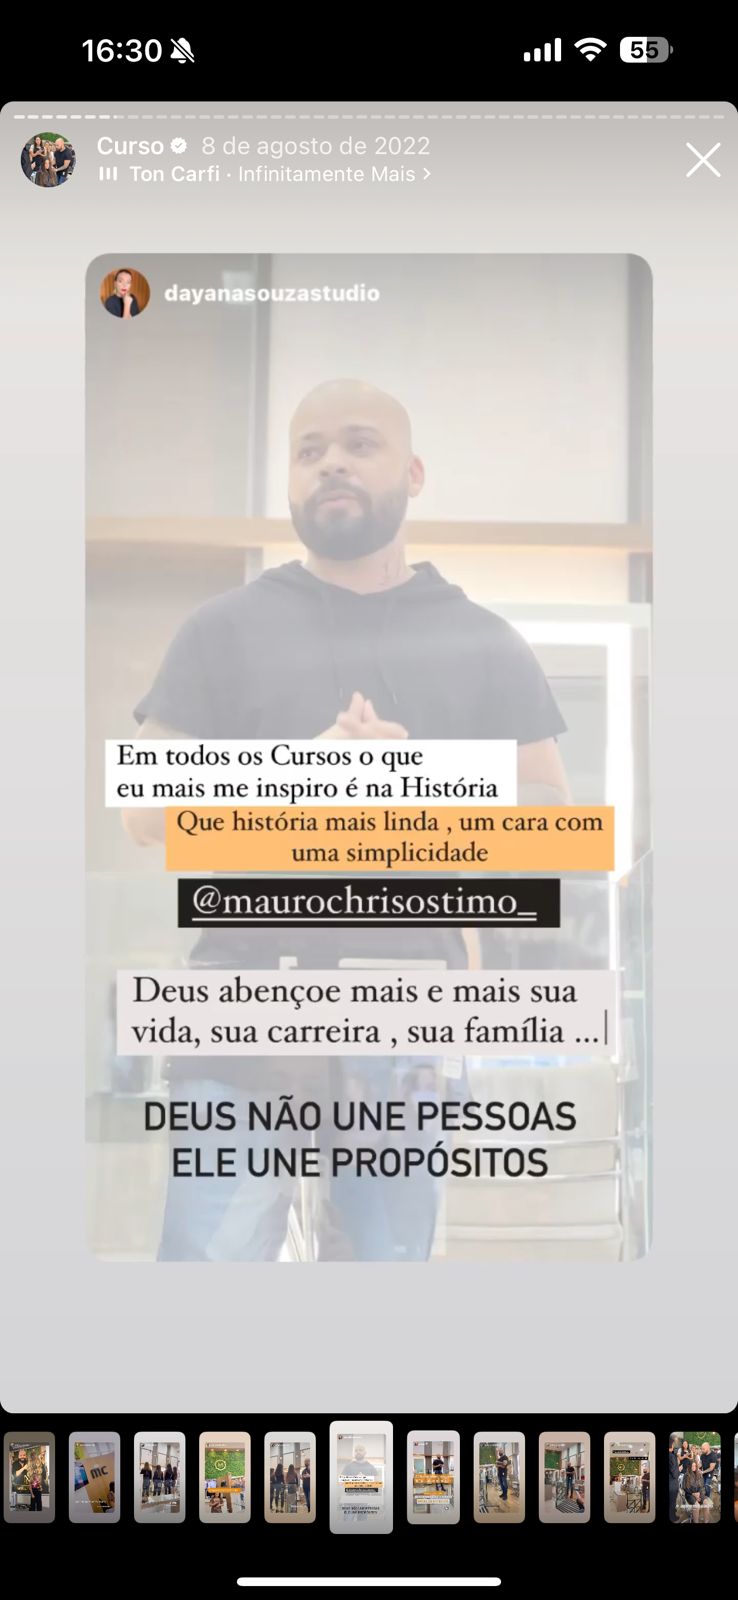 16:30
55
Curso 8 de agosto de 2022
Ton Carfi · Infinitamente Mais >
dayanasouzastudio
Em todos os Cursos o que
eu mais me inspiro é na História
Que história mais linda , um cara com
uma simplicidade
@maurochrisostimo_
Deus abençoe mais e mais sua
vida, sua carreira , sua família ...
DEUS NÃO UNE PESSOAS
ELE UNE PROPÓSITOS
mc